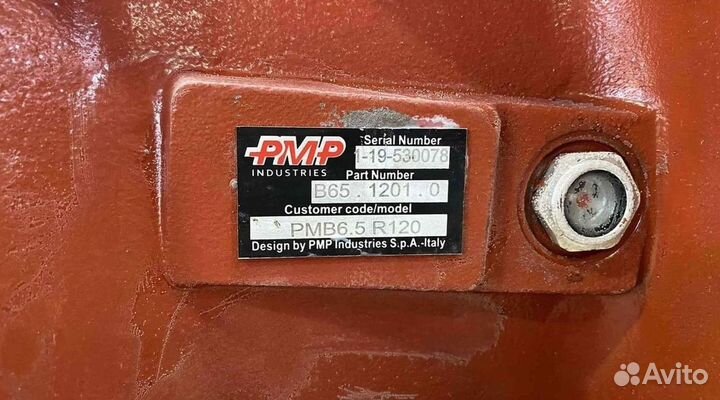 PMP
INDUSTRIES
Serial Number
1-19-530078
Part Number
B65 . 1201 . 0
Customer code/model
PMB6.5 R120
Design by PMP Industries S.p.A.-Italy
Avito